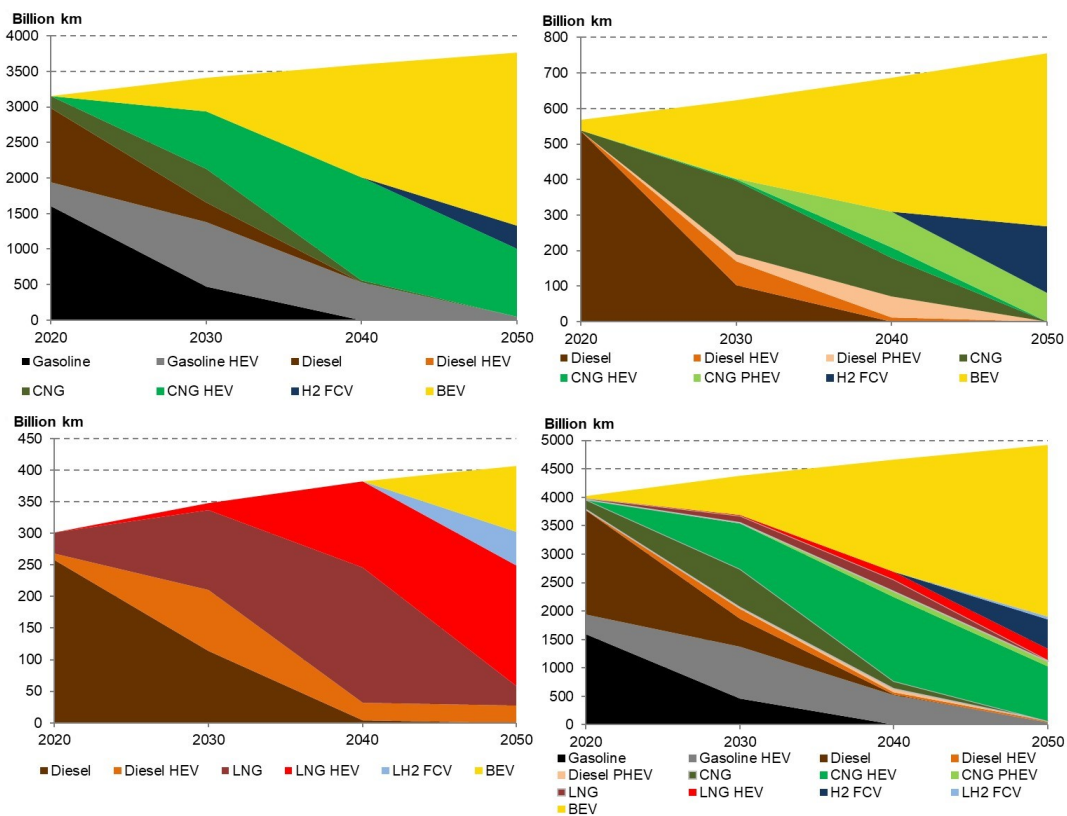 Billion km
4000
3500
3000
2500
2000
1500
1000
500
0
2020 2030 2040 2050
Gasoline Gasoline HEV Diesel Diesel HEV
CNG CNG HEV H2 FCV BEV
Billion km
800
700
600
500
400
300
200
100
0
2020 2030 2040 2050
Diesel Diesel HEV Diesel PHEV CNG
CNG HEV CNG PHEV H2 FCV BEV
Billion km
450
400
350
300
250
200
150
100
50
0
2020 2030 2040 2050
Diesel Diesel HEV LNG LNG HEV LH2 FCV BEV
Billion km
5000
4500
4000
3500
3000
2500
2000
1500
1000
500
0
2020 2030 2040 2050
Gasoline Gasoline HEV Diesel Diesel HEV
Diesel PHEV CNG CNG HEV CNG PHEV
LNG LNG HEV H2 FCV LH2 FCV
BEV